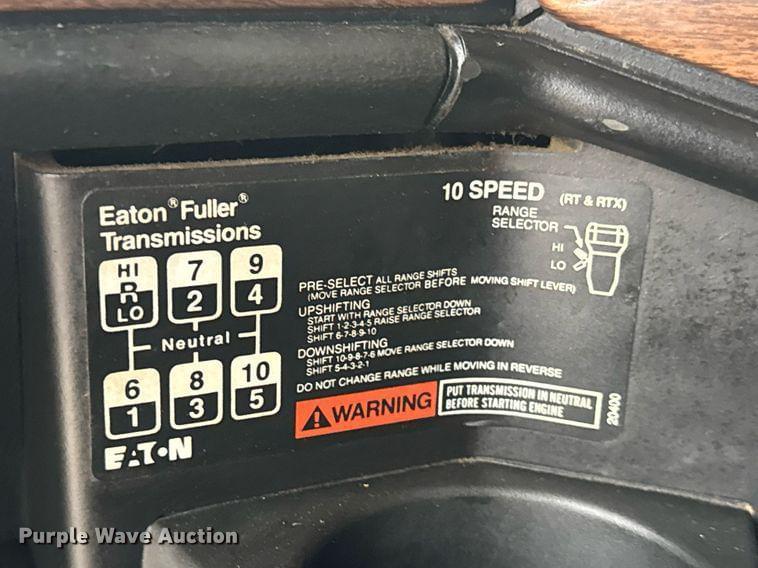 Eaton® Fuller®
Transmissions
10 SPEED (RT & RTX)
RANGE
SELECTOR
HI
LO
HI 7 9
R
LO 2 4
Neutral
6 8 10
1 3 5
EATON
PRE-SELECT ALL RANGE SHIFTS
(MOVE RANGE SELECTOR BEFORE MOVING SHIFT LEVER)
UPSHIFTING
START WITH RANGE SELECTOR DOWN
SHIFT 1-2-3-4-5 RAISE RANGE SELECTOR
SHIFT 6-7-8-9-10
DOWNSHIFTING
SHIFT 10-9-8-7-6 MOVE RANGE SELECTOR DOWN
SHIFT 5-4-3-2-1
DO NOT CHANGE RANGE WHILE MOVING IN REVERSE
WARNING
PUT TRANSMISSION IN NEUTRAL
BEFORE STARTING ENGINE
20400
Purple Wave Auction